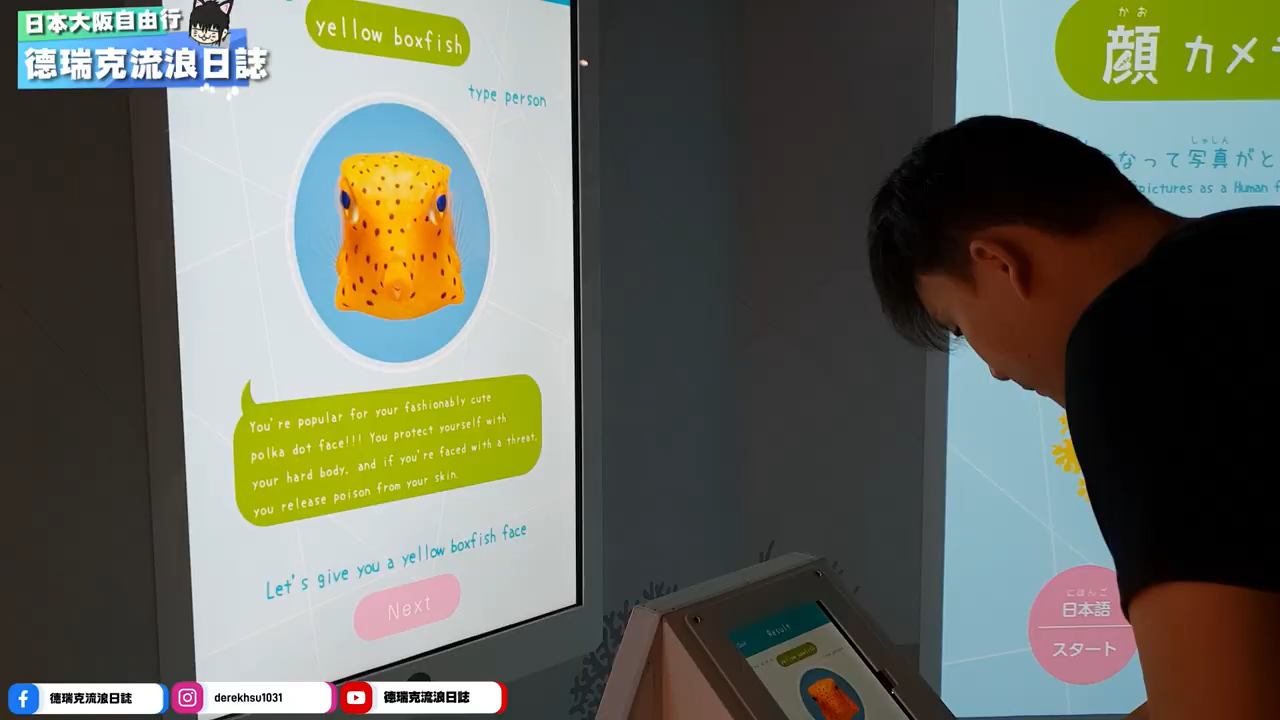 日本大阪自由行
德瑞克流浪日誌
yellow boxfish
type person
You're popular for your fashionably cute
polka dot face!!! You protect yourself with
your hard body, and if you're faced with a threat,
you release poison from your skin.
Let's give you a yellow boxfish face
Next
かお
顔カメラ
しゃしん
なって写真がと
pictures as a Human f
にほんご
日本語
スタート
Result
yellow boxfish
德瑞克流浪日誌
derekhsu1031
德瑞克流浪日誌